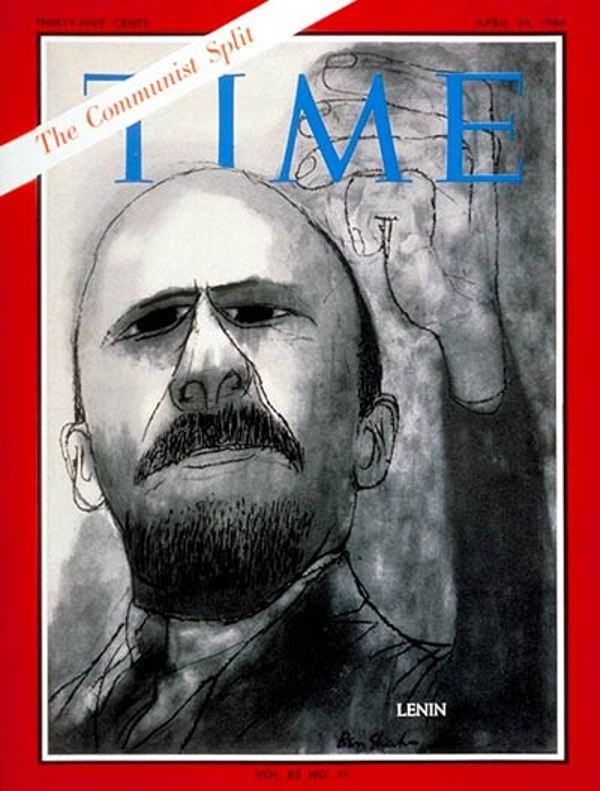 THIRTY-FIVE CENTS
APRIL 24, 1964
The Communist Split
TIME
LENIN
Ben Shahn
VOL. 83 NO. 17